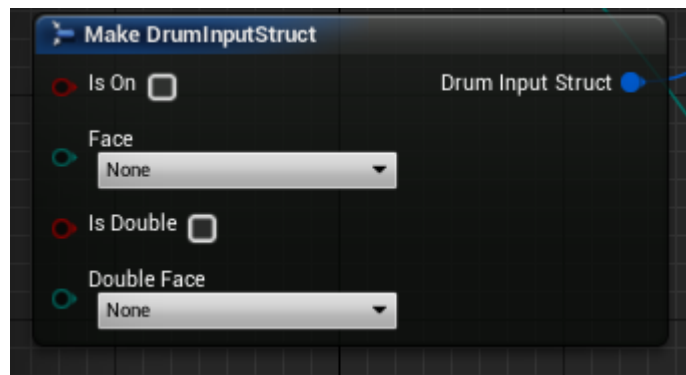 Make DrumInputStruct
Is On
Drum Input Struct
Face
None
Is Double
Double Face
None